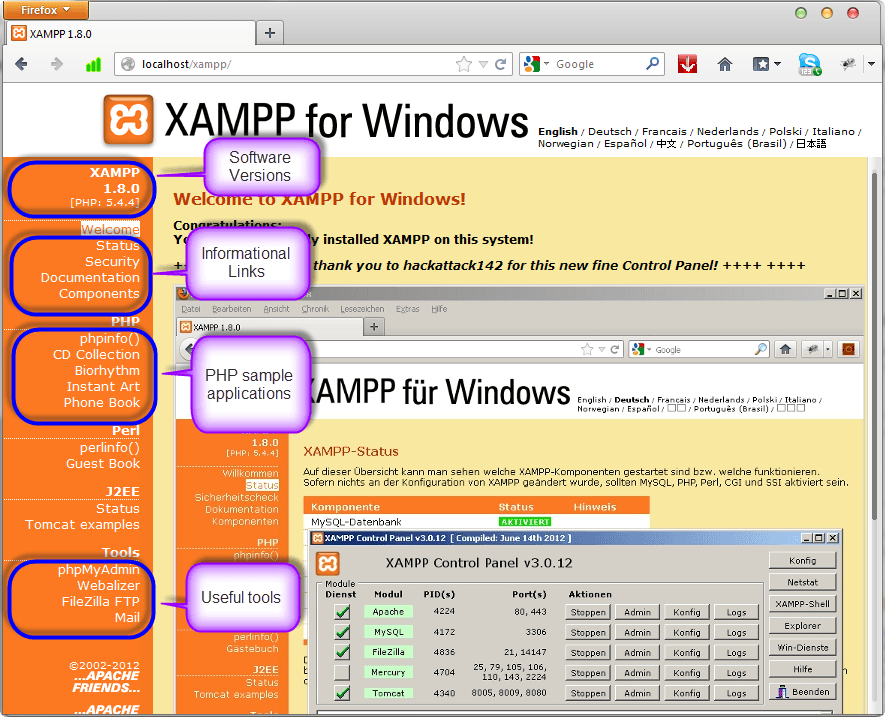 Firefox
XAMPP 1.8.0
localhost/xampp/
Google
XAMPP for Windows
English / Deutsch / Francais / Nederlands / Polski / Italiano /
Norwegian / Español / 中文 / Português (Brasil) / 日本語
XAMPP
1.8.0
[PHP: 5.4.4]
Welcome
Status
Security
Documentation
Components
PHP
phpinfo()
CD Collection
Biorhythm
Instant Art
Phone Book
Perl
perlinfo()
Guest Book
J2EE
Status
Tomcat examples
Tools
phpMyAdmin
Webalizer
FileZilla FTP
Mail
©2002-2012
...APACHE
FRIENDS...
...APACHE
Software
Versions
Informational
Links
PHP sample
applications
Useful tools
Welcome to XAMPP for Windows!
Congratulations:
installed XAMPP on this system!
thank you to hackattack142 for this new fine Control Panel! ++++ ++++
Datei Bearbeiten Ansicht Chronik Lesezeichen Extras Hilfe
XAMPP 1.8.0
Google
XAMPP für Windows
English / Deutsch / Francais / Nederlands / Polski / Italiano /
Norwegian / Español / / Português (Brasil) /
1.8.0
[PHP: 5.4.4]
Willkommen
Status
Sicherheitscheck
Dokumentation
Komponenten
PHP
phpinfo()
perlinfo()
Gastebuch
J2EE
Status
Tomcat examples
XAMPP-Status
Auf dieser Übersicht kann man sehen welche XAMPP-Komponenten gestartet sind bzw. welche funktionieren.
Sofern nichts an der Konfiguration von XAMPP geändert wurde, sollten MySQL, PHP, Perl, CGI und SSI aktiviert sein.
Komponente Status Hinweis
MySQL-Datenbank AKTIVIERT
XAMPP Control Panel v3.0.12 [ Compiled: June 14th 2012 ]
XAMPP Control Panel v3.0.12
Module
Dienst Modul PID(s) Port(s) Aktionen
Apache 4224 80, 443 Stoppen Admin Konfig Logs
MySQL 4172 3306 Stoppen Admin Konfig Logs
FileZilla 4836 21, 14147 Stoppen Admin Konfig Logs
Mercury 4704 25, 79, 105, 106, 110, 143, 2224 Stoppen Admin Konfig Logs
Tomcat 4340 8005, 8009, 8080 Stoppen Admin Konfig Logs
Konfig
Netstat
XAMPP-Shell
Explorer
Win-Dienste
Hilfe
Beenden